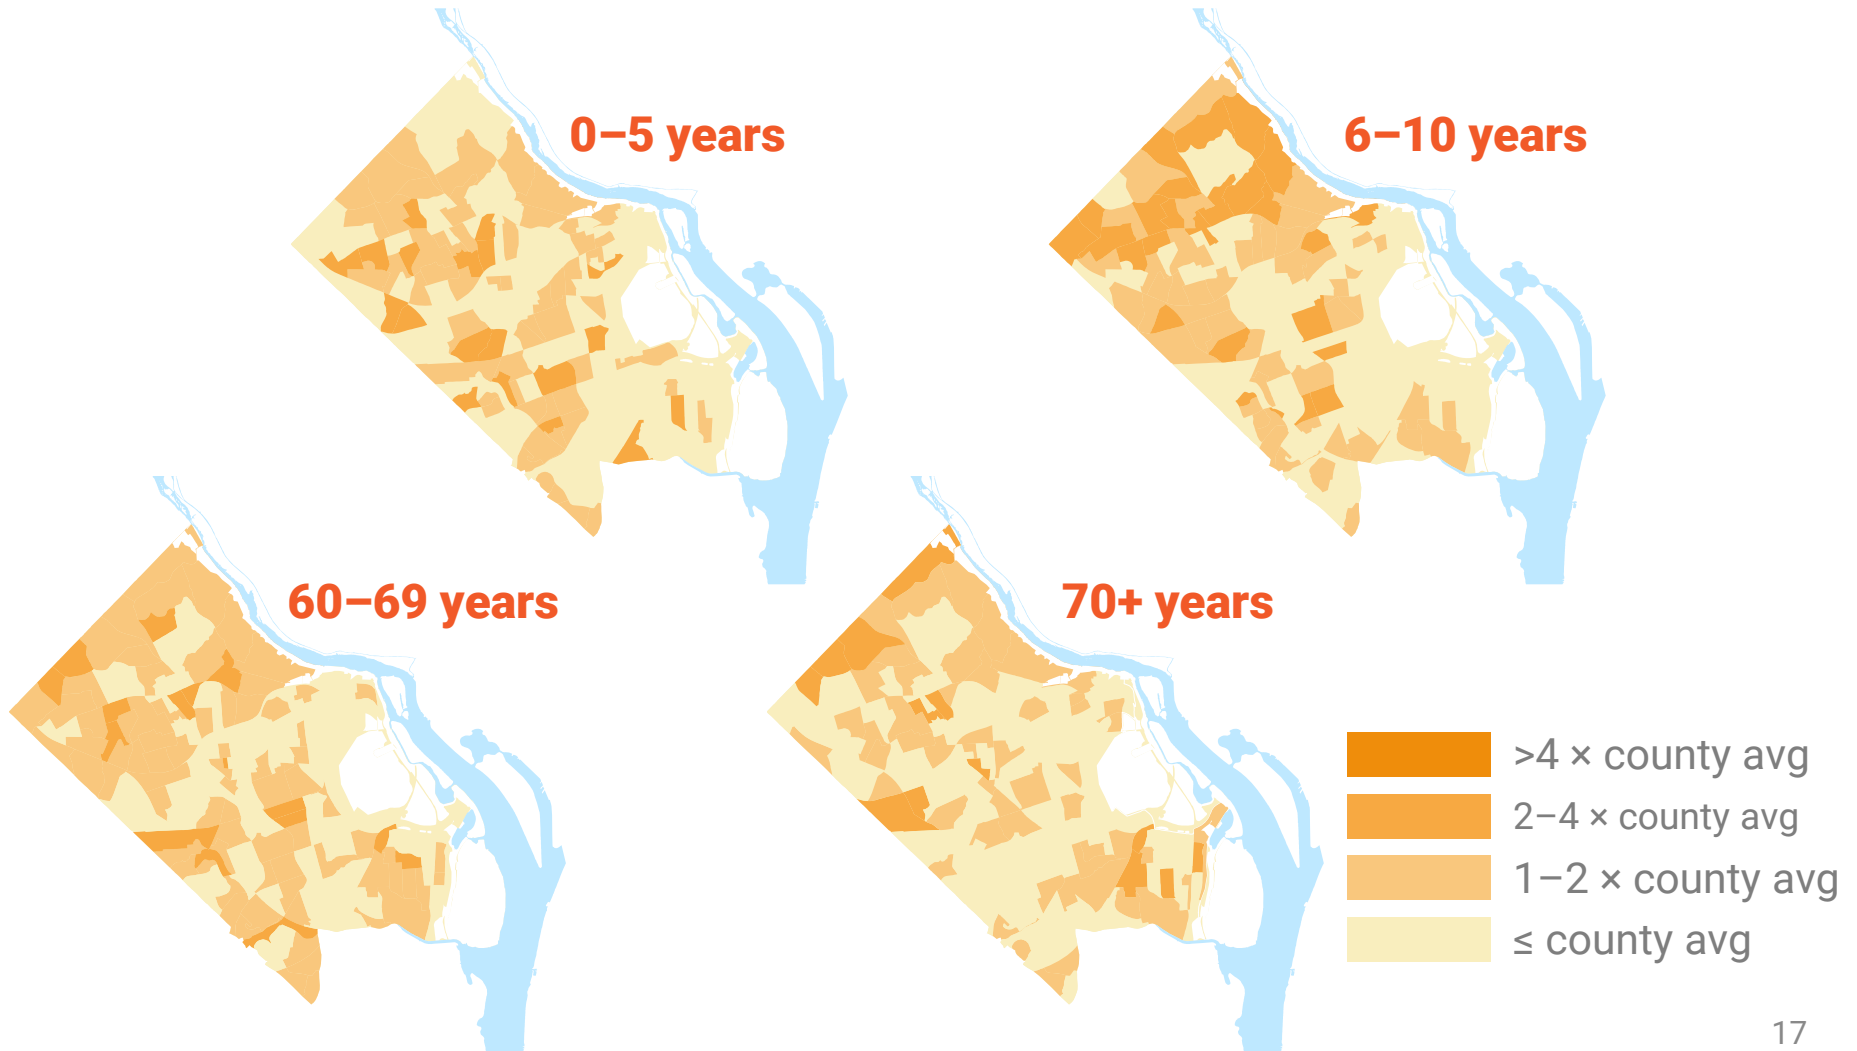 0–5 years
6–10 years
60–69 years
70+ years
>4 × county avg
2–4 × county avg
1–2 × county avg
≤ county avg
17